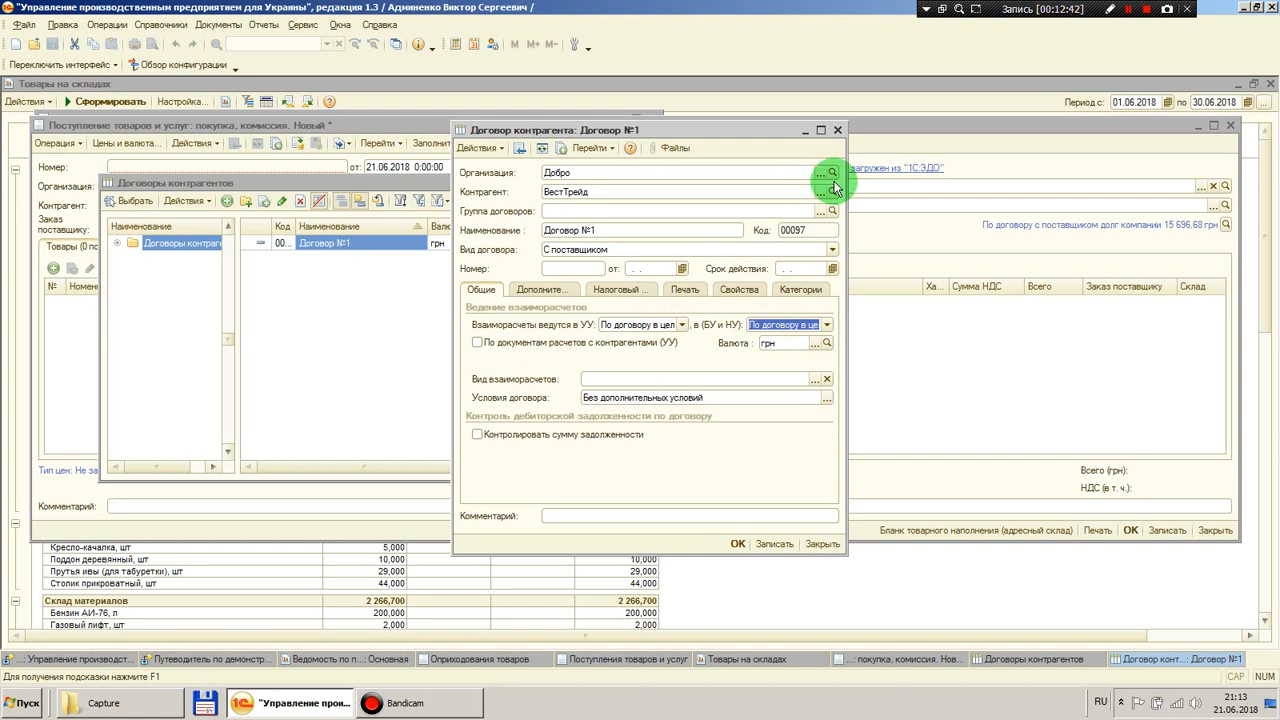 "Управление производственным предприятием для Украины", редакция 1.3 / Админенко Виктор Сергеевич /
Запись [00:12:42]
Файл Правка Операции Справочники Документы Отчеты Сервис Окна Справка
M M+ M-
Переключить интерфейс Обзор конфигурации
Товары на складах
Действия Сформировать Настройка... Период с: 01.06.2018 по 30.06.2018
Поступление товаров и услуг: покупка, комиссия. Новый *
Операция Цены и валюта... Действия Перейти Заполнить
Номер: от: 21.06.2018 0:00:00
загружен из "1С:ЭДО"
Организация:
Контрагент:
Заказ поставщику:
По договору с поставщиком долг компании 15 696,68 грн
Товары (0 по
№ Номен
Ха... Сумма НДС Всего Заказ поставщику Склад
Тип цен: Не за
Всего (грн):
НДС (в т. ч.):
Комментарий:
Бланк товарного наполнения (адресный склад) Печать OK Записать Закрыть
Договоры контрагентов
Выбрать Действия
Наименование Код Наименование
Договоры контраген 00... Договор №1 грн
Договор контрагента: Договор №1
Действия Перейти Файлы
Организация: Добро
Контрагент: ВестТрейд
Группа договоров:
Наименование : Договор №1 Код: 00097
Вид договора: С поставщиком
Номер: от: . . Срок действия: . .
Общие Дополните... Налоговый ... Печать Свойства Категории
Ведение взаиморасчетов
Взаиморасчеты ведутся в УУ: По договору в цел , в (БУ и НУ): По договору в це
По документам расчетов с контрагентами (УУ) Валюта : грн
Вид взаиморасчетов:
Условия договора: Без дополнительных условий
Контроль дебиторской задолженности по договору
Контролировать сумму задолженности
Комментарий:
OK Записать Закрыть
Кресло-качалка, шт 5,000 5,000
Поддон деревянный, шт 10,000 10,000
Прутья ивы (для табуретки), шт 29,000 29,000
Столик прикроватный, шт 44,000 44,000
Склад материалов 2 266,700 2 266,700
Бензин АИ-76, л 200,000 200,000
Газовый лифт, шт 2,000 2,000
...: Управление производст... Путеводитель по демонстр... Ведомость по п...: Основная Оприходования товаров Поступления товаров и услуг Товары на складах ...: покупка, комиссия. Нов... Договоры контрагентов Договор конт...: Договор №1
Для получения подсказки нажмите F1
CAP NUM
Пуск Capture "Управление прои... Bandicam RU 21:13
21.06.2018